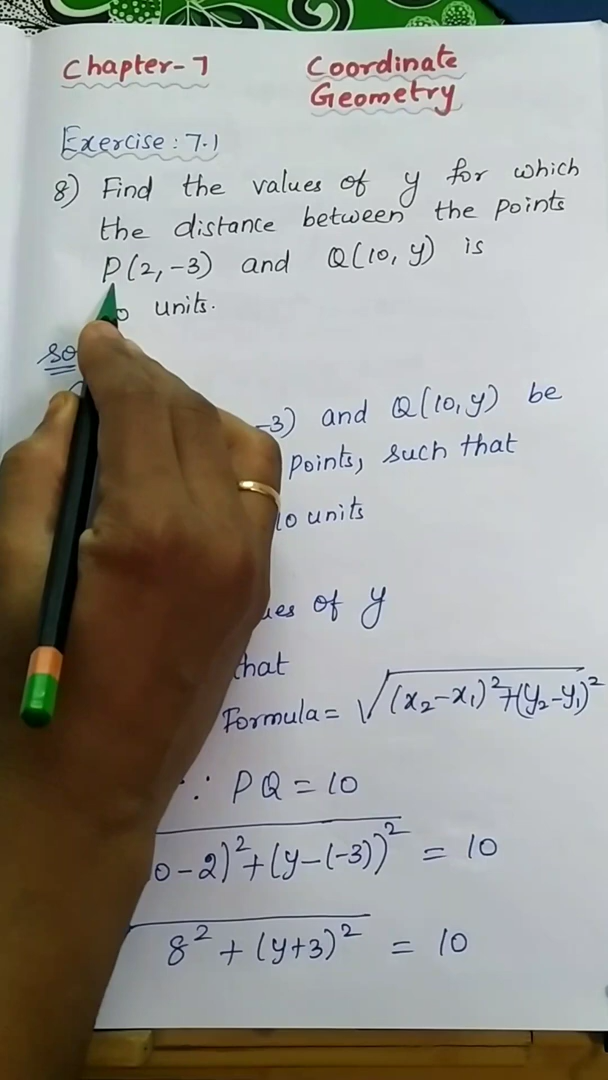 Chapter-7 Coordinate
Geometry
Exercise: 7.1
8) Find the values of y for which
the distance between the points
P(2,-3) and Q(10, y) is
units.
-3) and Q(10, y) be
points, such that
10 units
of y
that
Formula = √(x₂-x₁)²+(y₂-y₁)²
∵ PQ = 10
0-2)²+(y-(-3))² = 10
8² + (y+3)² = 10